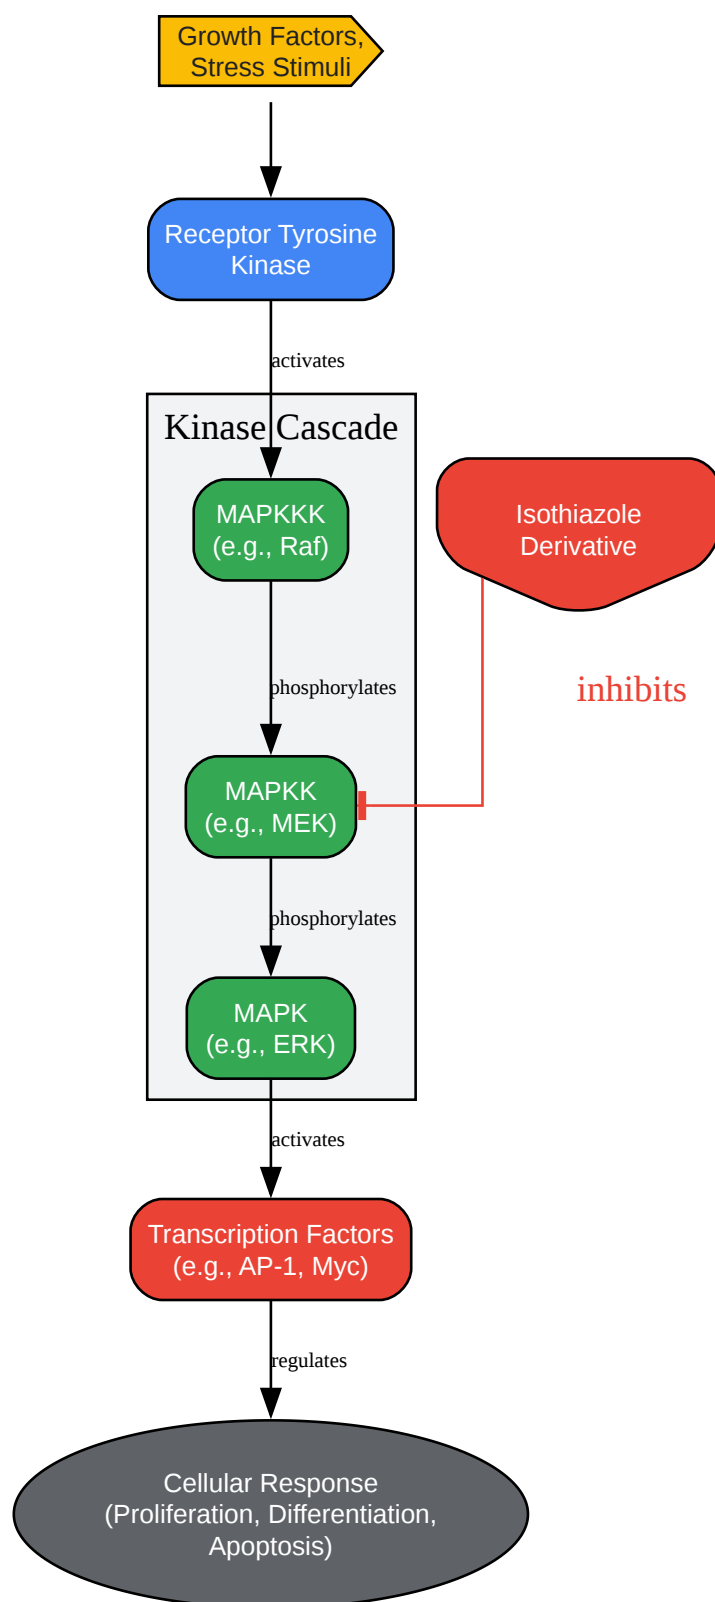 Growth Factors,
Stress Stimuli
Receptor Tyrosine
Kinase
activates
Kinase Cascade
MAPKKK
(e.g., Raf)
Isothiazole
Derivative
phosphorylates
inhibits
MAPKK
(e.g., MEK)
phosphorylates
MAPK
(e.g., ERK)
activates
Transcription Factors
(e.g., AP-1, Myc)
regulates
Cellular Response
(Proliferation, Differentiation,
Apoptosis)